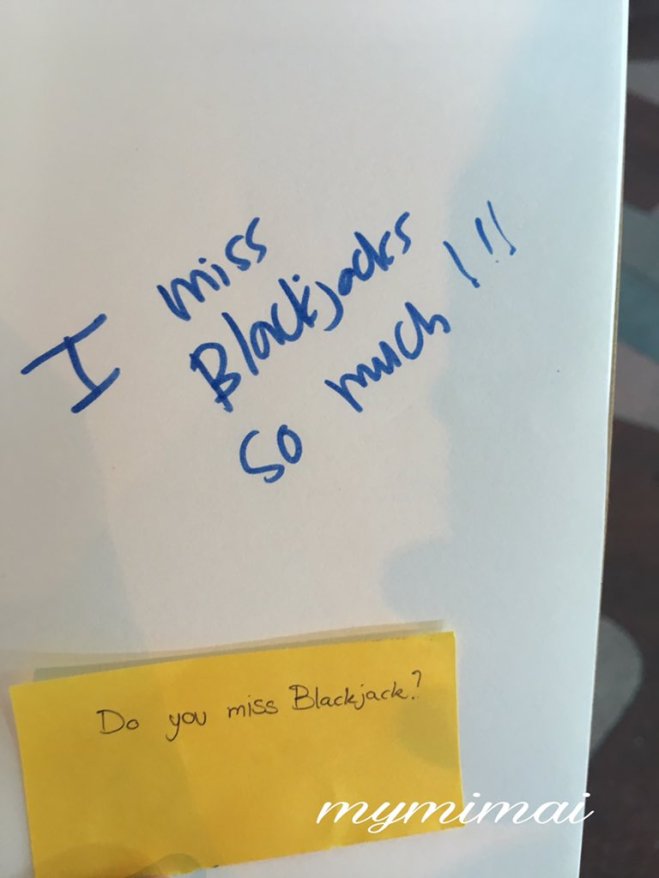 I miss
Blackjacks
so much!!!
Do you miss Blackjack?
mymimai